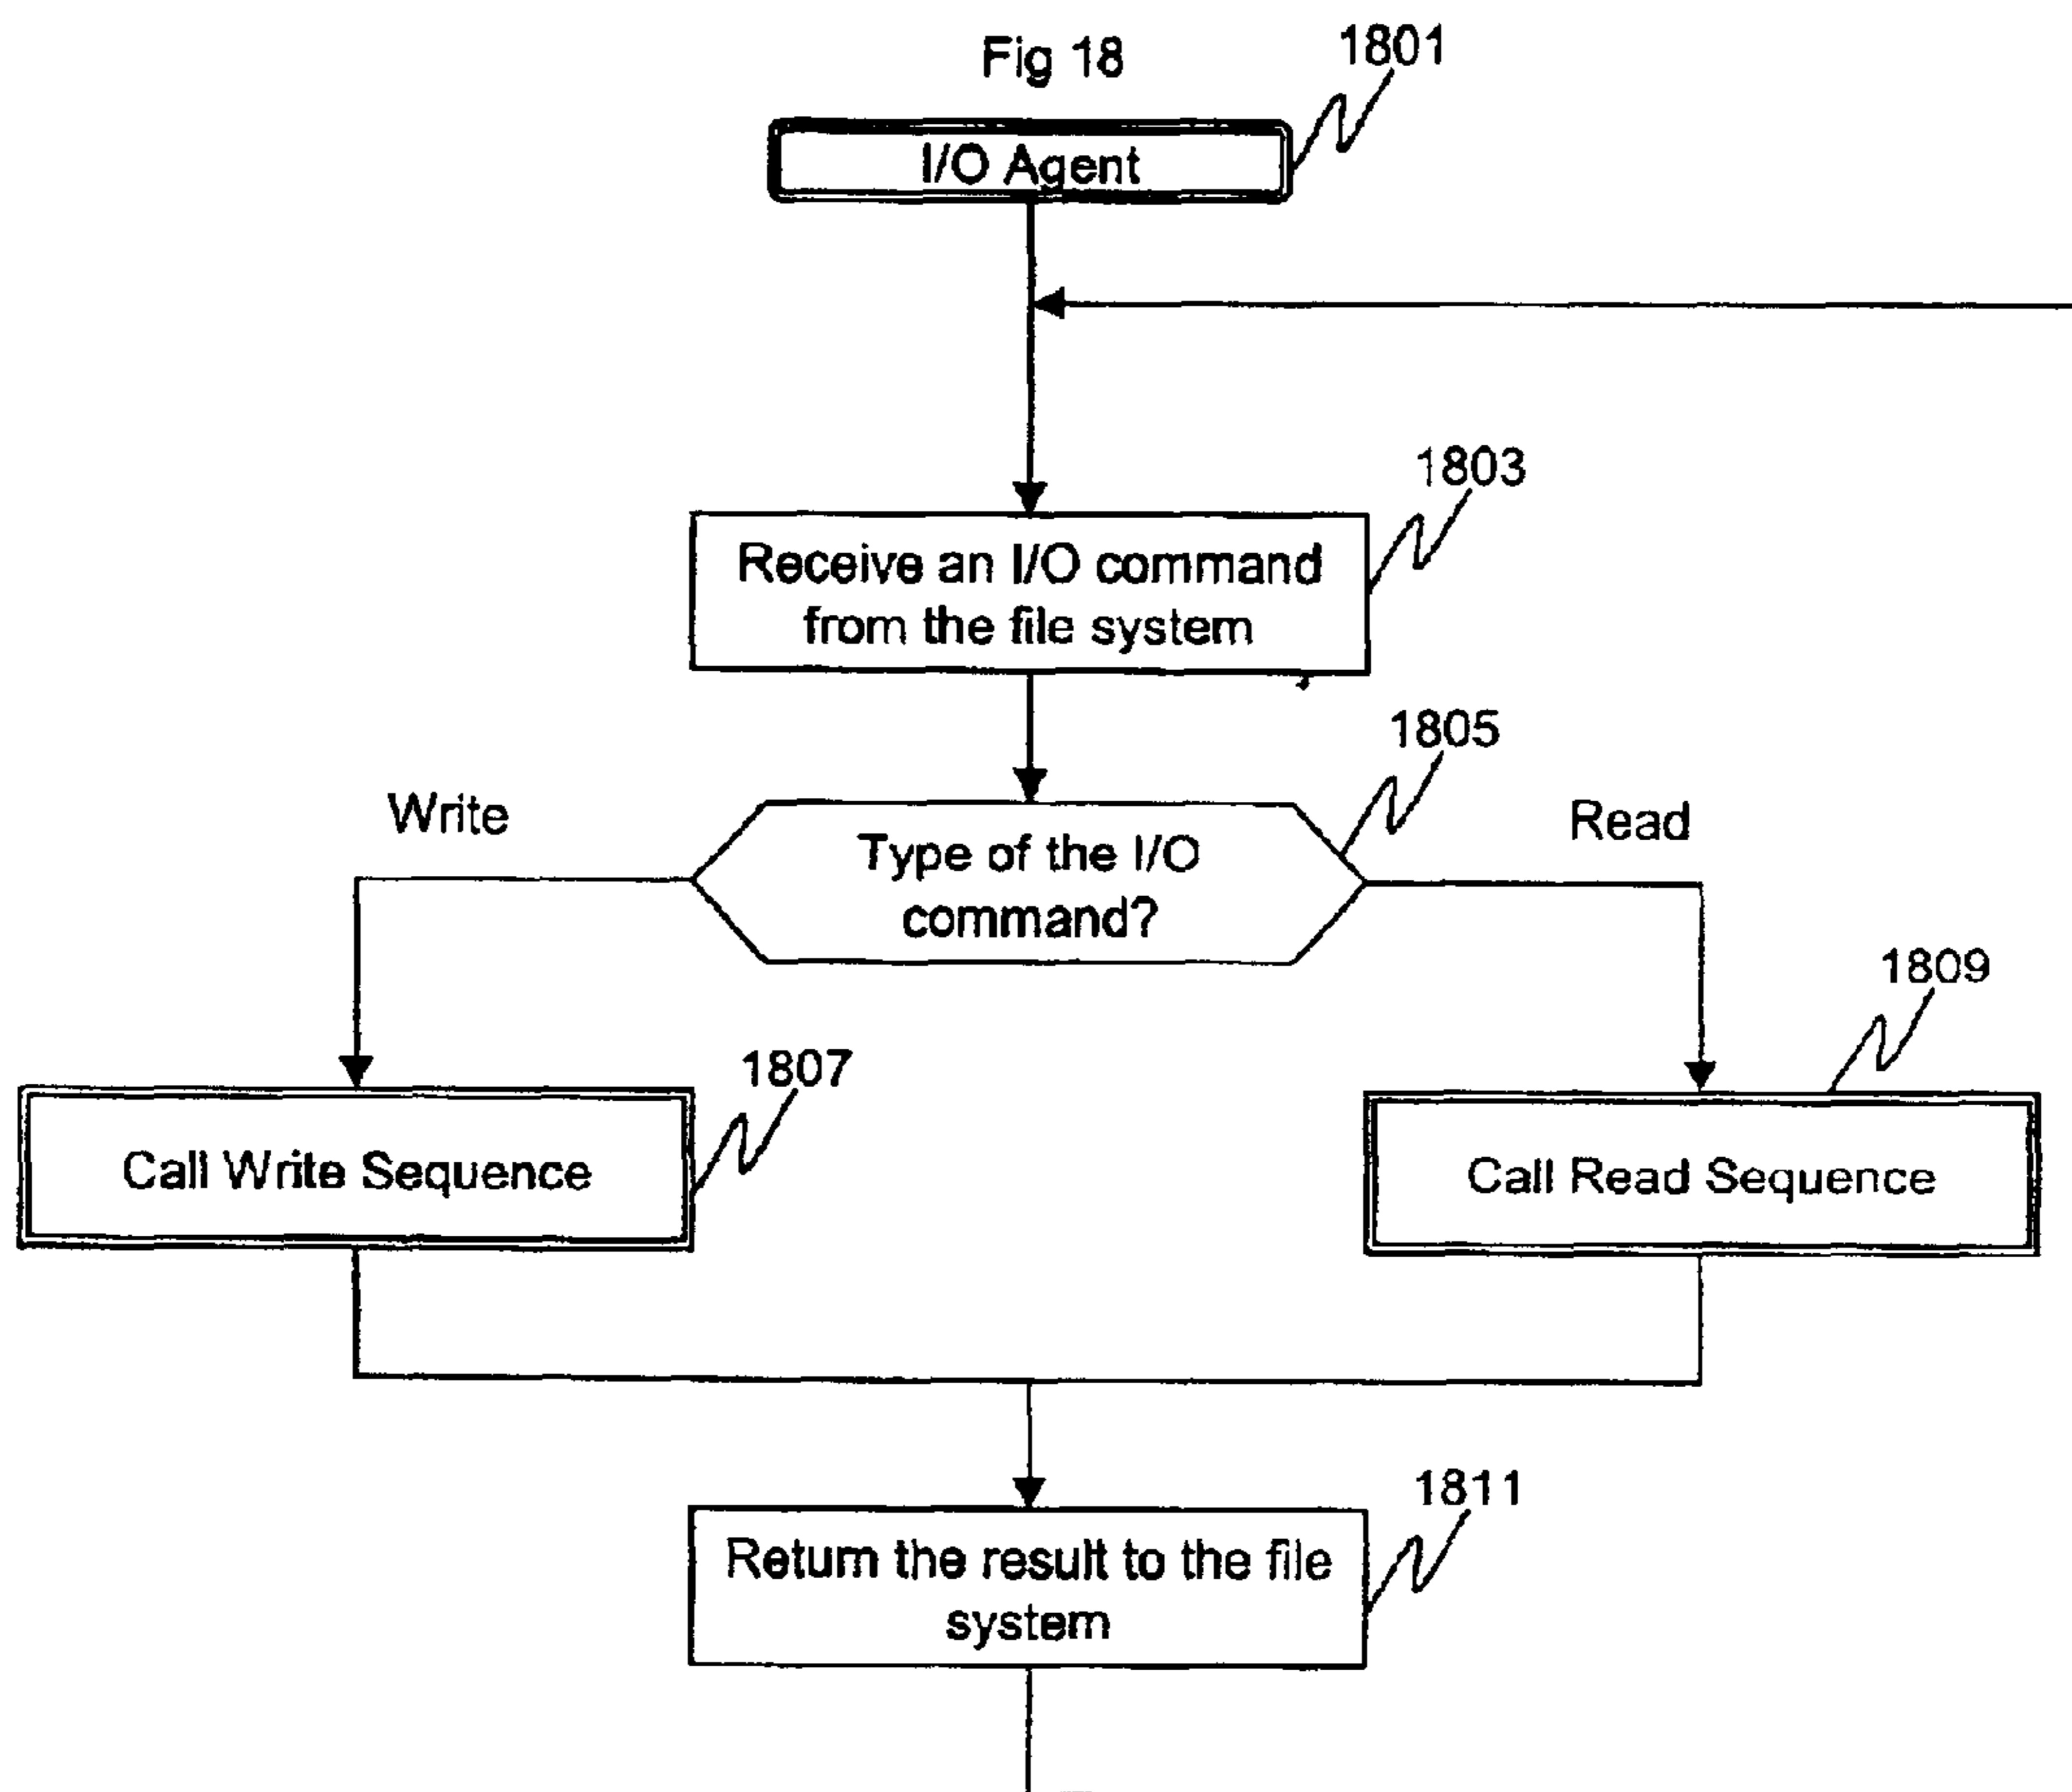 Fig 18
1801
I/O Agent
1803
Receive an I/O command
from the file system
1805
Write
Read
Type of the I/O
command?
1809
1807
Call Write Sequence
Call Read Sequence
1811
Return the result to the file
system